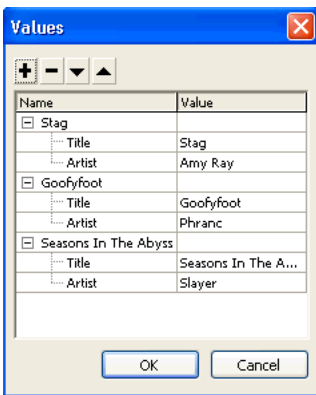 Values
Name Value
Stag
Title Stag
Artist Amy Ray
Goofyfoot
Title Goofyfoot
Artist Phranc
Seasons In The Abyss
Title Seasons In The A...
Artist Slayer
OK Cancel